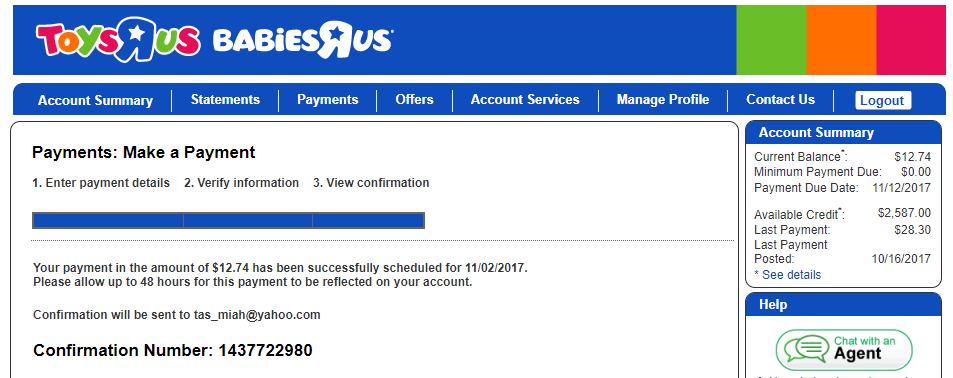 TOYSRUS BABIESRUS
Account Summary Statements Payments Offers Account Services Manage Profile Contact Us Logout
Payments: Make a Payment
1. Enter payment details 2. Verify information 3. View confirmation
Your payment in the amount of $12.74 has been successfully scheduled for 11/02/2017.
Please allow up to 48 hours for this payment to be reflected on your account.
Confirmation will be sent to tas_miah@yahoo.com
Confirmation Number: 1437722980
Account Summary
Current Balance*: $12.74
Minimum Payment Due: $0.00
Payment Due Date: 11/12/2017
Available Credit*: $2,587.00
Last Payment: $28.30
Last Payment
Posted: 10/16/2017
* See details
Help
Chat with an
Agent